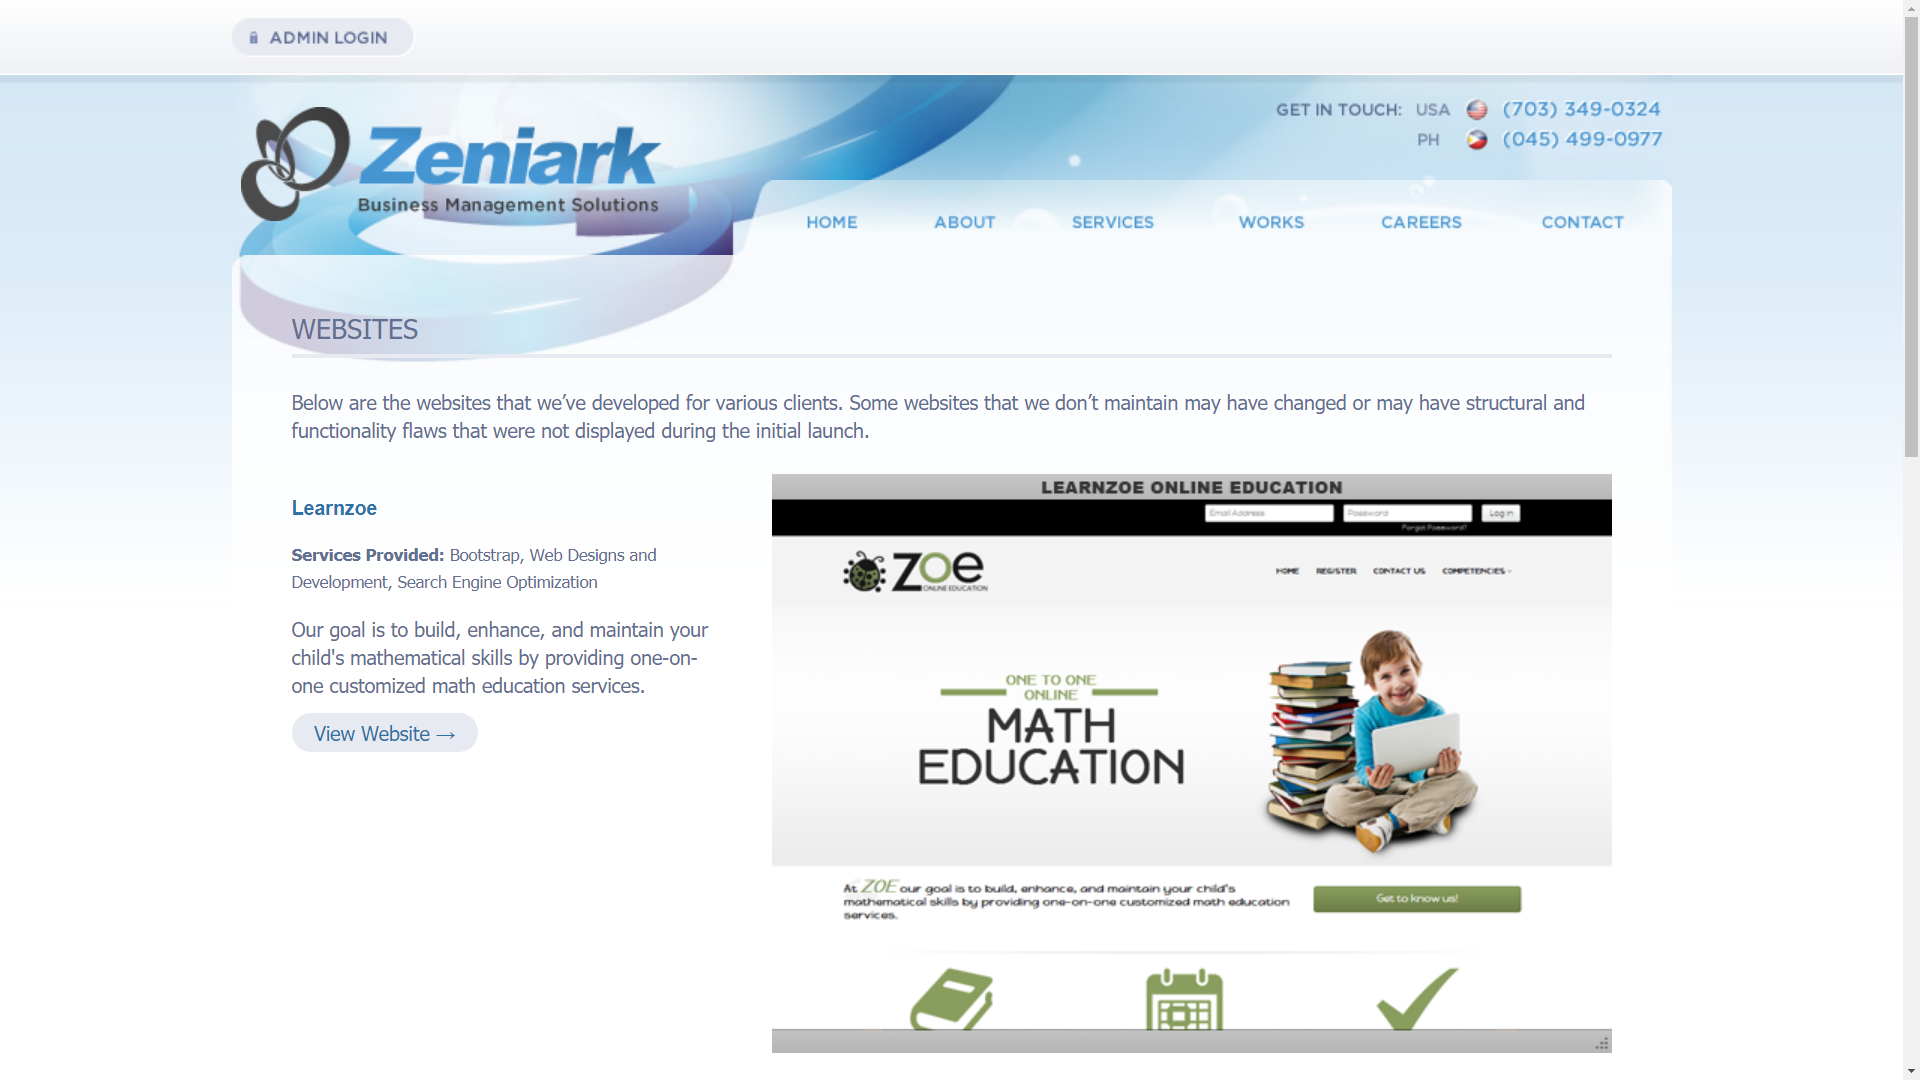 ADMIN LOGIN
GET IN TOUCH: USA (703) 349-0324
PH (045) 499-0977
Zeniark
Business Management Solutions
HOME ABOUT SERVICES WORKS CAREERS CONTACT
WEBSITES
Below are the websites that we’ve developed for various clients. Some websites that we don’t maintain may have changed or may have structural and
functionality flaws that were not displayed during the initial launch.
Learnzoe
Services Provided: Bootstrap, Web Designs and
Development, Search Engine Optimization
Our goal is to build, enhance, and maintain your
child's mathematical skills by providing one-on-
one customized math education services.
View Website →
LEARNZOE ONLINE EDUCATION
Email Address Password Log in
Forgot Password?
ZOE
ONLINE EDUCATION
HOME REGISTER CONTACT US COMPETENCIES
ONE TO ONE
ONLINE
MATH
EDUCATION
At ZOE our goal is to build, enhance, and maintain your child's
mathematical skills by providing one-on-one customized math education
services.
Get to know us!